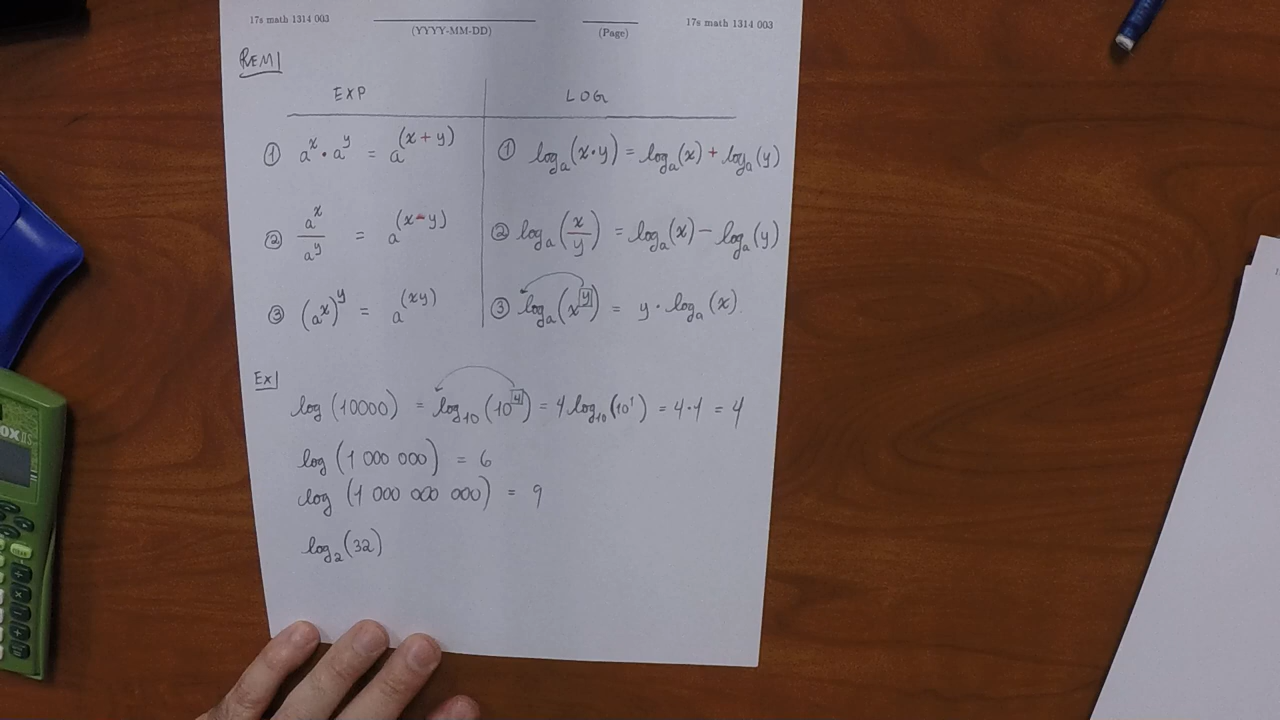 17s math 1314 003 (YYYY-MM-DD) (Page) 17s math 1314 003
REM
EXP LOG
① a^x · a^y = a^(x + y) ① log_a(x·y) = log_a(x) + log_a(y)
② a^x / a^y = a^(x - y) ② log_a(x/y) = log_a(x) - log_a(y)
③ (a^x)^y = a^(xy) ③ log_a(x^y) = y · log_a(x)
Ex
log (10000) = log_10 (10^4) = 4 log_10 (10^1) = 4·1 = 4
log (1 000 000) = 6
log (1 000 000 000) = 9
log_2 (32)